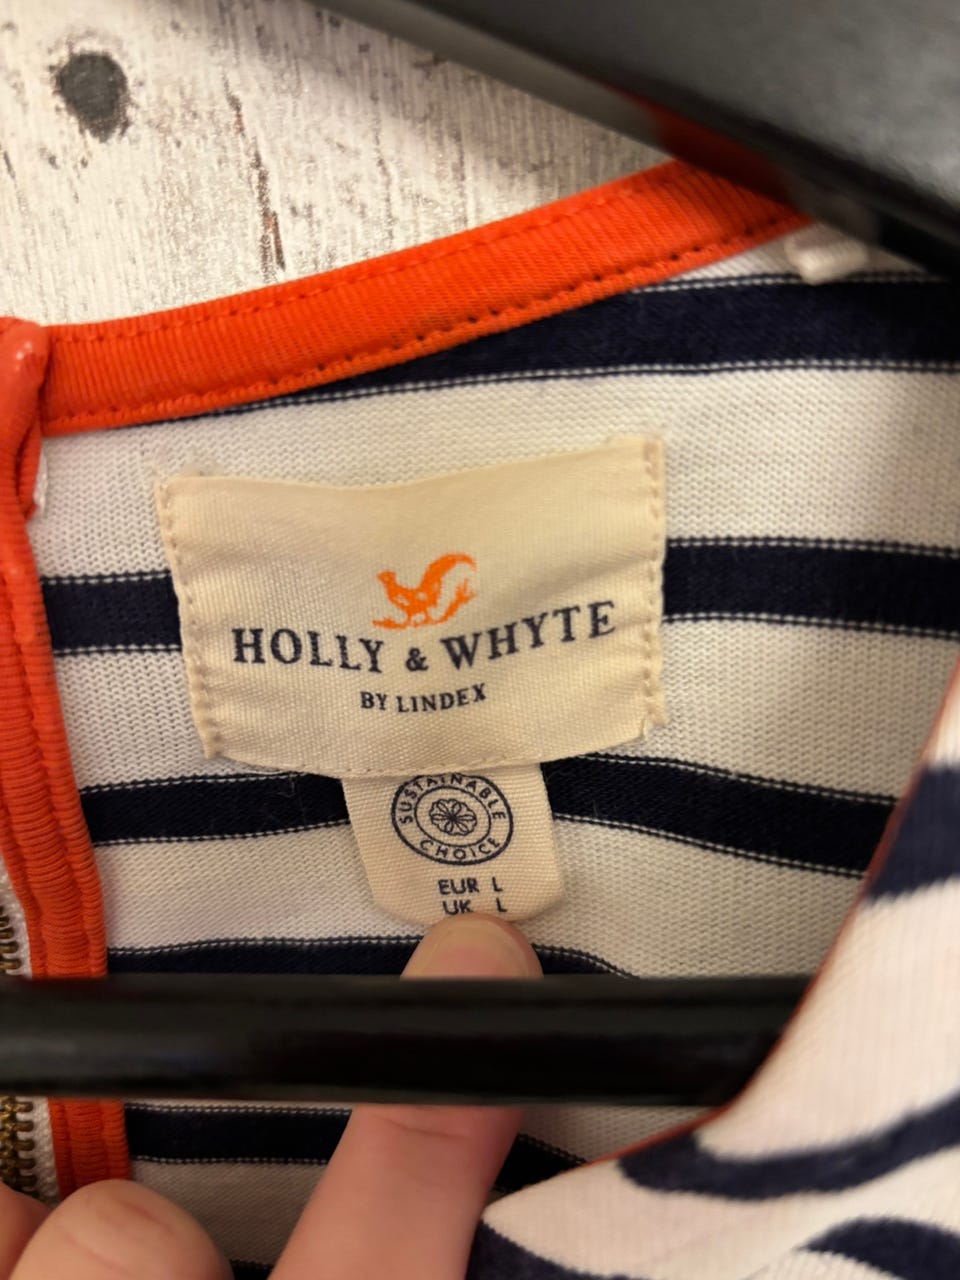 HOLLY & WHYTE
BY LINDEX
SUSTAINABLE
CHOICE
EUR L
UK L